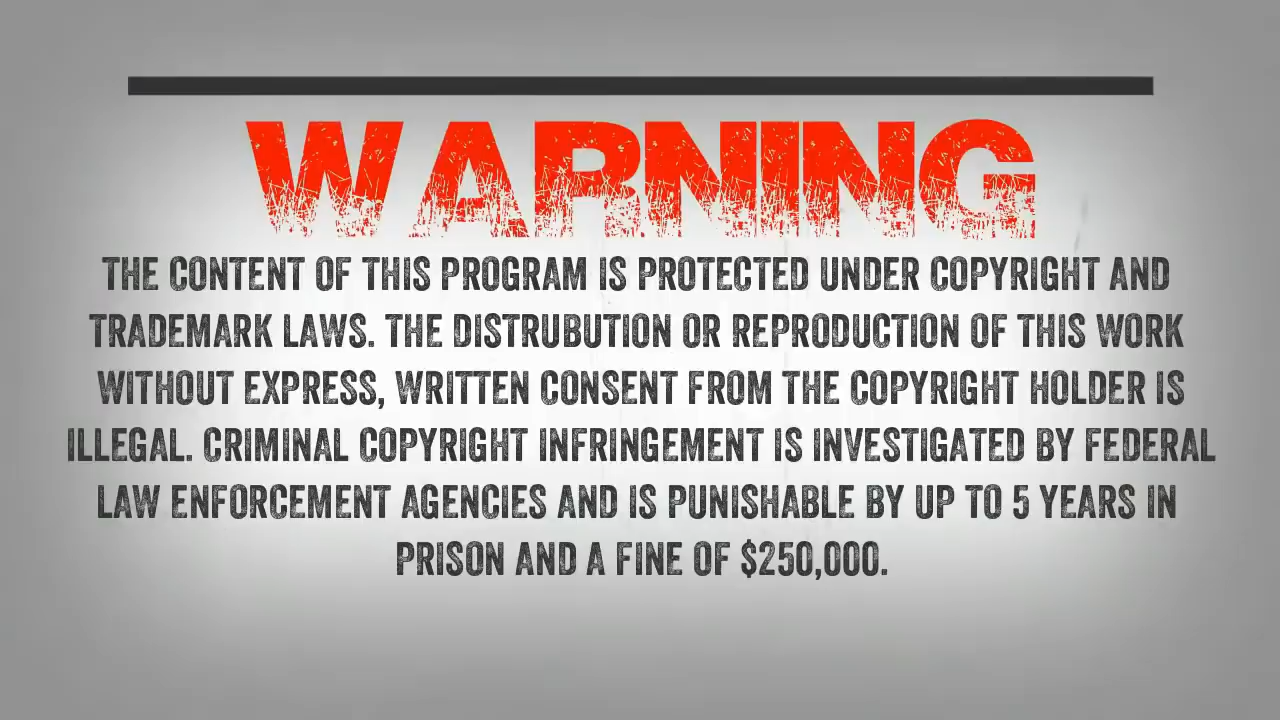 WARNING
THE CONTENT OF THIS PROGRAM IS PROTECTED UNDER COPYRIGHT AND
TRADEMARK LAWS. THE DISTRUBUTION OR REPRODUCTION OF THIS WORK
WITHOUT EXPRESS, WRITTEN CONSENT FROM THE COPYRIGHT HOLDER IS
ILLEGAL. CRIMINAL COPYRIGHT INFRINGEMENT IS INVESTIGATED BY FEDERAL
LAW ENFORCEMENT AGENCIES AND IS PUNISHABLE BY UP TO 5 YEARS IN
PRISON AND A FINE OF $250,000.